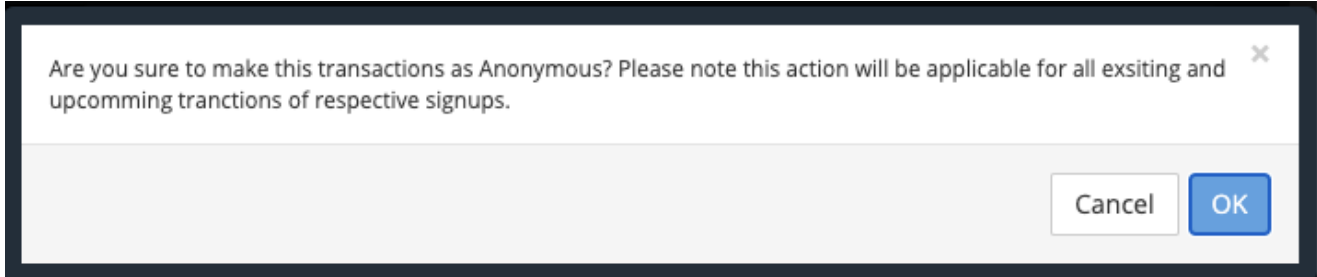 Are you sure to make this transactions as Anonymous? Please note this action will be applicable for all exsiting and
upcomming tranctions of respective signups.
×
Cancel
OK